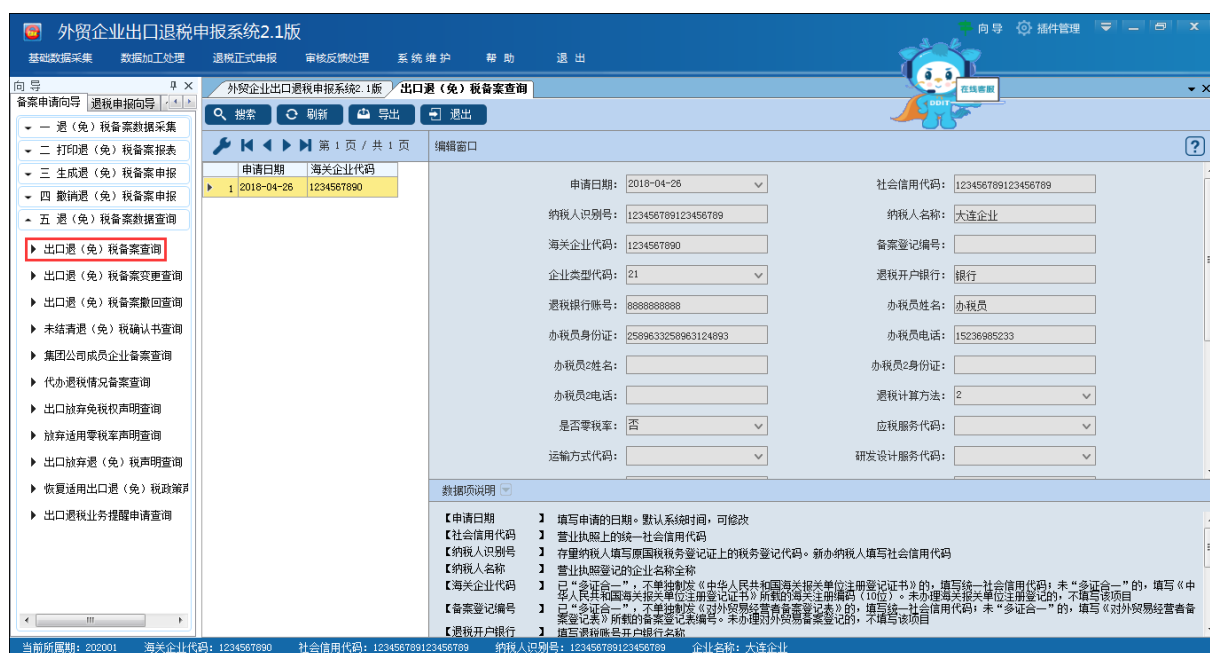 外贸企业出口退税申报系统2.1版
向导 插件管理
基础数据采集 数据加工处理 退税正式申报 审核反馈处理 系统维护 帮助 退出
在线客服
DDIT
向导
备案申请向导 退税申报向导
一 退（免）税备案数据采集
二 打印退（免）税备案报表
三 生成退（免）税备案申报
四 撤销退（免）税备案申报
五 退（免）税备案数据查询
出口退（免）税备案查询
出口退（免）税备案变更查询
出口退（免）税备案撤回查询
未结清退（免）税确认书查询
集团公司成员企业备案查询
代办退税情况备案查询
出口放弃免税权声明查询
放弃适用零税率声明查询
出口放弃退（免）税声明查询
恢复适用出口退（免）税政策声
出口退税业务提醒申请查询
外贸企业出口退税申报系统2.1版 出口退（免）税备案查询
搜索 刷新 导出 退出
第 1 页 / 共 1 页
申请日期 海关企业代码
1 2018-04-26 1234567890
编辑窗口
申请日期： 2018-04-26 社会信用代码： 123456789123456789
纳税人识别号： 123456789123456789 纳税人名称： 大连企业
海关企业代码： 1234567890 备案登记编号：
企业类型代码： 21 退税开户银行： 银行
退税银行账号： 8888888888 办税员姓名： 办税员
办税员身份证： 2589633258963124893 办税员电话： 15236985233
办税员2姓名： 办税员2身份证：
办税员2电话： 退税计算方法： 2
是否零税率： 否 应税服务代码：
运输方式代码： 研发设计服务代码：
数据项说明
【申请日期 】 填写申请的日期。默认系统时间，可修改
【社会信用代码 】 营业执照上的统一社会信用代码
【纳税人识别号 】 存量纳税人填写原国税税务登记证上的税务登记代码。新办纳税人填写社会信用代码
【纳税人名称 】 营业执照登记的企业名称全称
【海关企业代码 】 已“多证合一”，不单独制发《中华人民共和国海关报关单位注册登记证书》的，填写统一社会信用代码；未“多证合一”的，填写《中
华人民共和国海关报关单位注册登记证书》所载的海关注册编码（10位）。未办理海关报关单位注册登记的，不填写该项目
【备案登记编号 】 已“多证合一”，不单独制发《对外贸易经营者备案登记表》的，填写统一社会信用代码；未“多证合一”的，填写《对外贸易经营者备
案登记表》所载的备案登记表编号。未办理对外贸易备案登记的，不填写该项目
【退税开户银行 】 填写退税账号开户银行名称
当前所属期：202001 海关企业代码：1234567890 社会信用代码：123456789123456789 纳税人识别号：123456789123456789 企业名称：大连企业